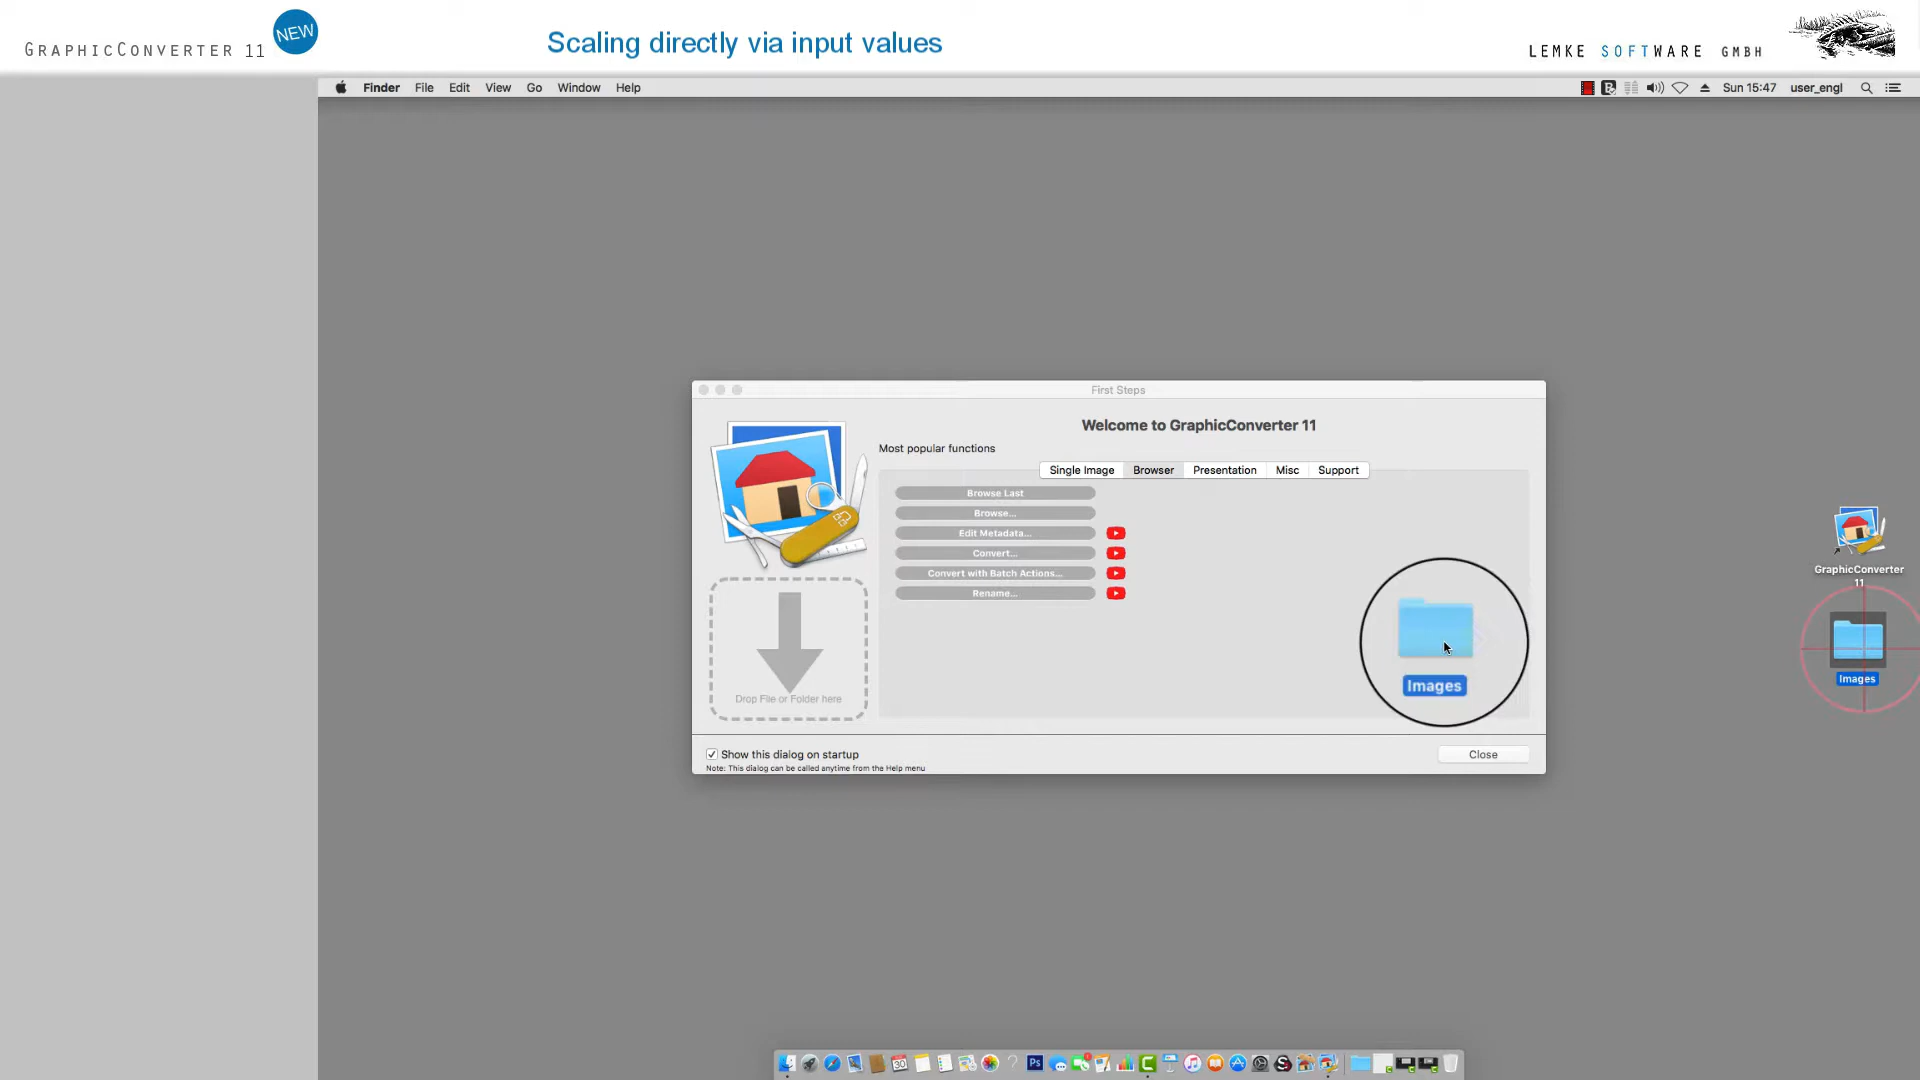 GRAPHICCONVERTER 11
NEW
Scaling directly via input values
LEMKE SOFTWARE GMBH
Finder File Edit View Go Window Help
Sun 15:47 user_engl
First Steps
Welcome to GraphicConverter 11
Most popular functions
Single Image Browser Presentation Misc Support
Browse Last
Browse...
Edit Metadata...
Convert...
Convert with Batch Actions...
Rename...
Drop File or Folder here
Images
Show this dialog on startup
Note: This dialog can be called anytime from the Help menu
Close
GraphicConverter
11
Images
30
Ps